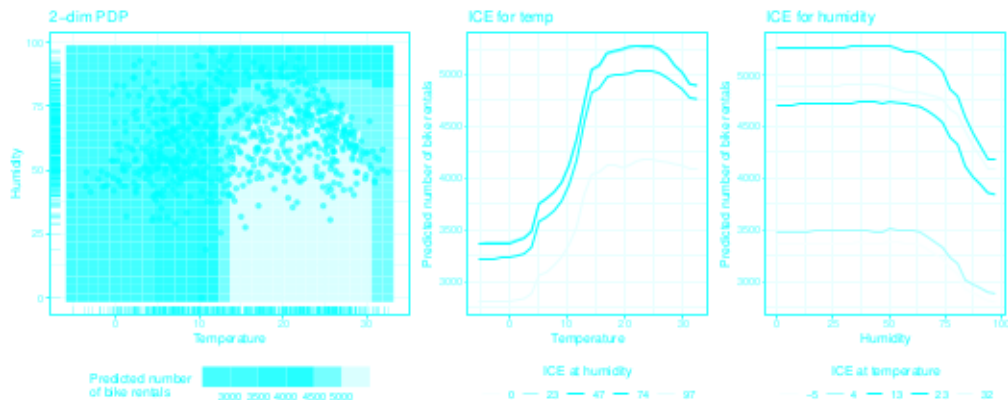 2-dim PDP
100
75
50
25
0
Humidity
0
10
20
30
Temperature
Predicted number
of bike rentals
3000 3500 4000 4500 5000
ICE for temp
5000
4500
4000
3500
3000
Predicted number of bike rentals
0
10
20
30
Temperature
ICE at humidity
0 23 47 74 97
ICE for humidity
5000
4500
4000
3500
3000
Predicted number of bike rentals
0
25
50
75
100
Humidity
ICE at temperature
-5 4 13 23 32